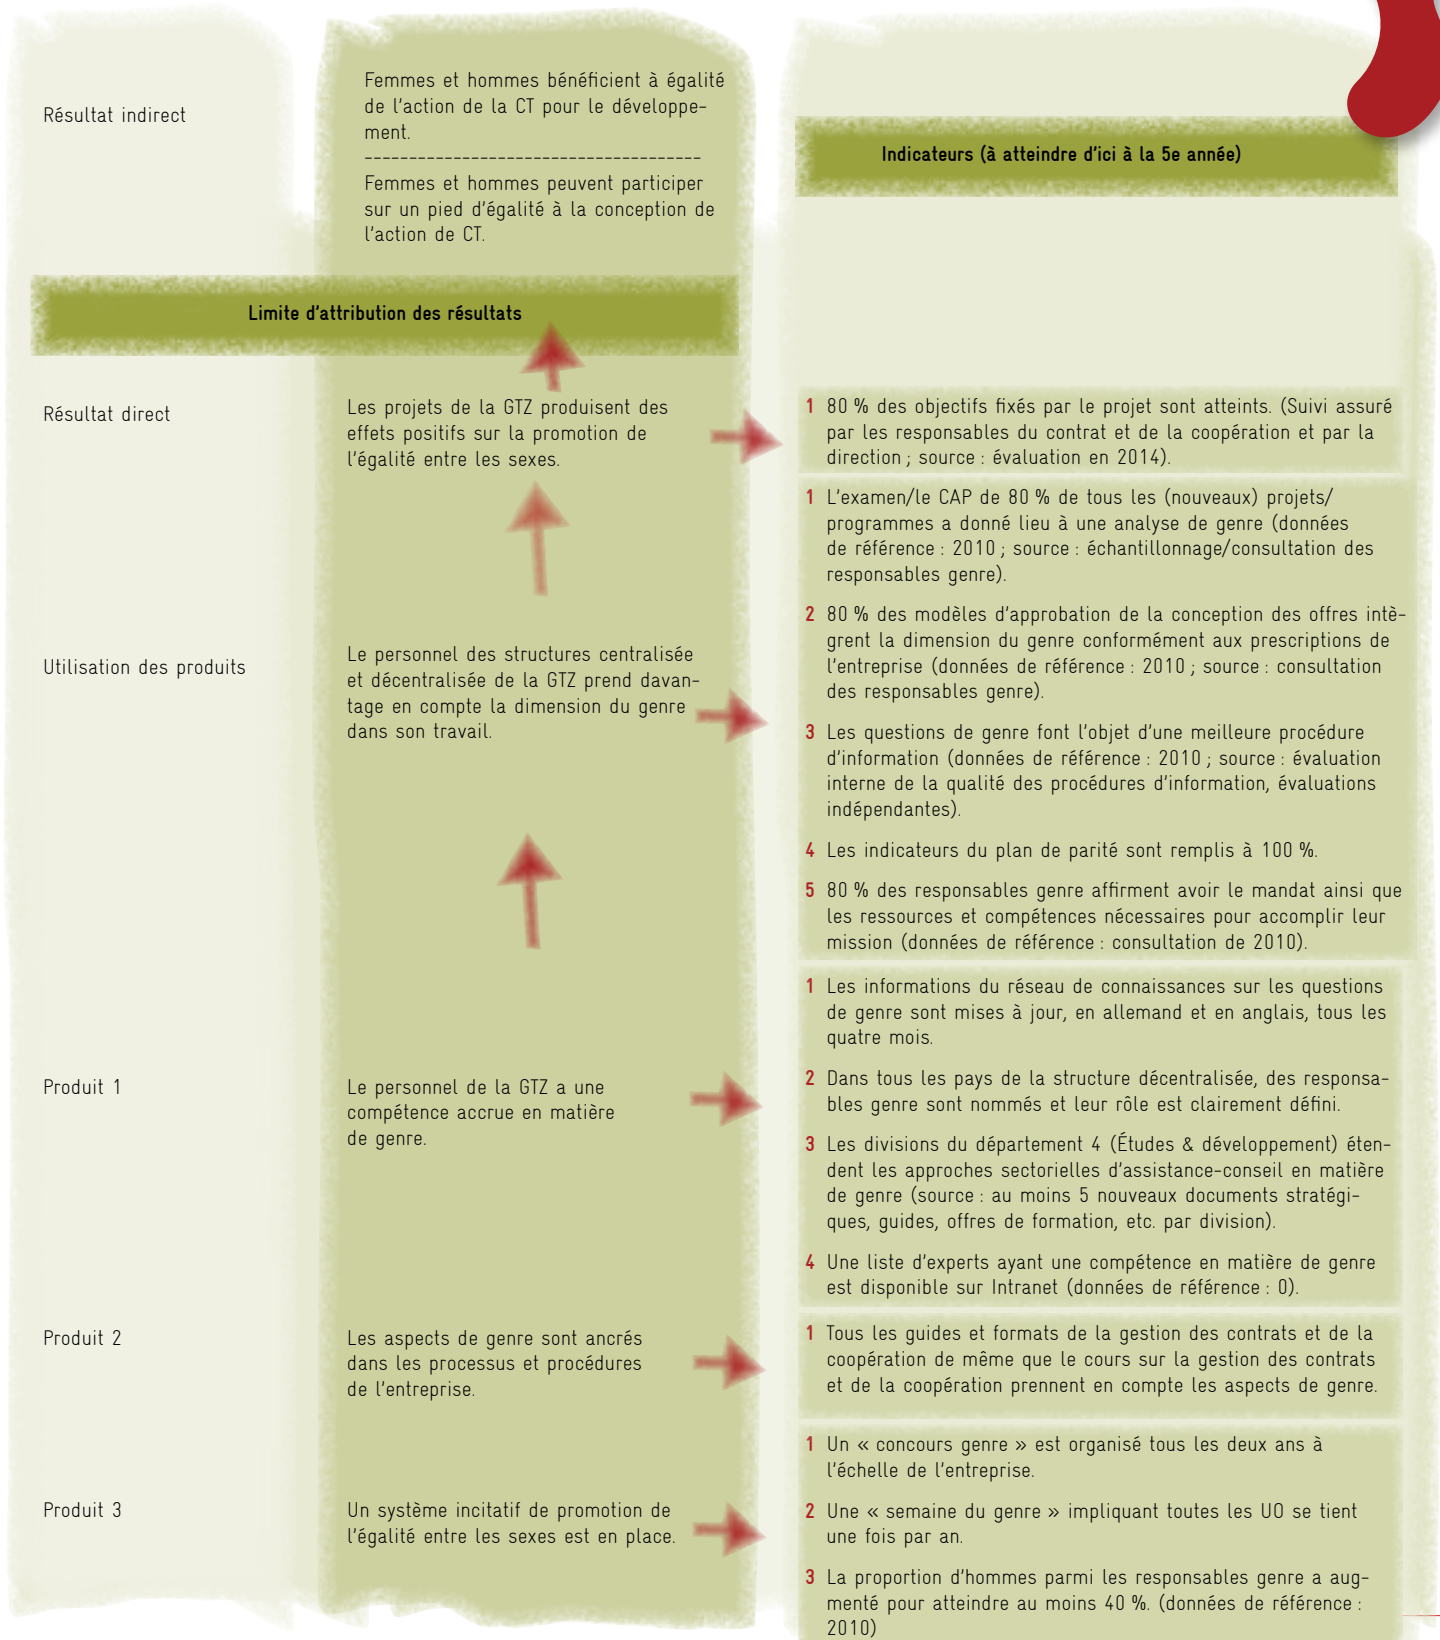 Résultat indirect
Femmes et hommes bénéficient à égalité
de l'action de la CT pour le développe-
ment.
--------------------------------------
Femmes et hommes peuvent participer
sur un pied d'égalité à la conception de
l'action de CT.
Indicateurs (à atteindre d'ici à la 5e année)
Limite d'attribution des résultats
Résultat direct
Les projets de la GTZ produisent des
effets positifs sur la promotion de
l'égalité entre les sexes.
1 80 % des objectifs fixés par le projet sont atteints. (Suivi assuré
par les responsables du contrat et de la coopération et par la
direction ; source : évaluation en 2014).
Utilisation des produits
Le personnel des structures centralisée
et décentralisée de la GTZ prend davan-
tage en compte la dimension du genre
dans son travail.
1 L'examen/le CAP de 80 % de tous les (nouveaux) projets/
programmes a donné lieu à une analyse de genre (données
de référence : 2010 ; source : échantillonnage/consultation des
responsables genre).
2 80 % des modèles d'approbation de la conception des offres intè-
grent la dimension du genre conformément aux prescriptions de
l'entreprise (données de référence : 2010 ; source : consultation
des responsables genre).
3 Les questions de genre font l'objet d'une meilleure procédure
d'information (données de référence : 2010 ; source : évaluation
interne de la qualité des procédures d'information, évaluations
indépendantes).
4 Les indicateurs du plan de parité sont remplis à 100 %.
5 80 % des responsables genre affirment avoir le mandat ainsi que
les ressources et compétences nécessaires pour accomplir leur
mission (données de référence : consultation de 2010).
Produit 1
Le personnel de la GTZ a une
compétence accrue en matière
de genre.
1 Les informations du réseau de connaissances sur les questions
de genre sont mises à jour, en allemand et en anglais, tous les
quatre mois.
2 Dans tous les pays de la structure décentralisée, des responsa-
bles genre sont nommés et leur rôle est clairement défini.
3 Les divisions du département 4 (Études & développement) éten-
dent les approches sectorielles d'assistance-conseil en matière
de genre (source : au moins 5 nouveaux documents stratégi-
ques, guides, offres de formation, etc. par division).
4 Une liste d'experts ayant une compétence en matière de genre
est disponible sur Intranet (données de référence : 0).
Produit 2
Les aspects de genre sont ancrés
dans les processus et procédures
de l'entreprise.
1 Tous les guides et formats de la gestion des contrats et de la
coopération de même que le cours sur la gestion des contrats
et de la coopération prennent en compte les aspects de genre.
Produit 3
Un système incitatif de promotion de
l'égalité entre les sexes est en place.
1 Un « concours genre » est organisé tous les deux ans à
l'échelle de l'entreprise.
2 Une « semaine du genre » impliquant toutes les UO se tient
une fois par an.
3 La proportion d'hommes parmi les responsables genre a aug-
menté pour atteindre au moins 40 %. (données de référence :
2010)